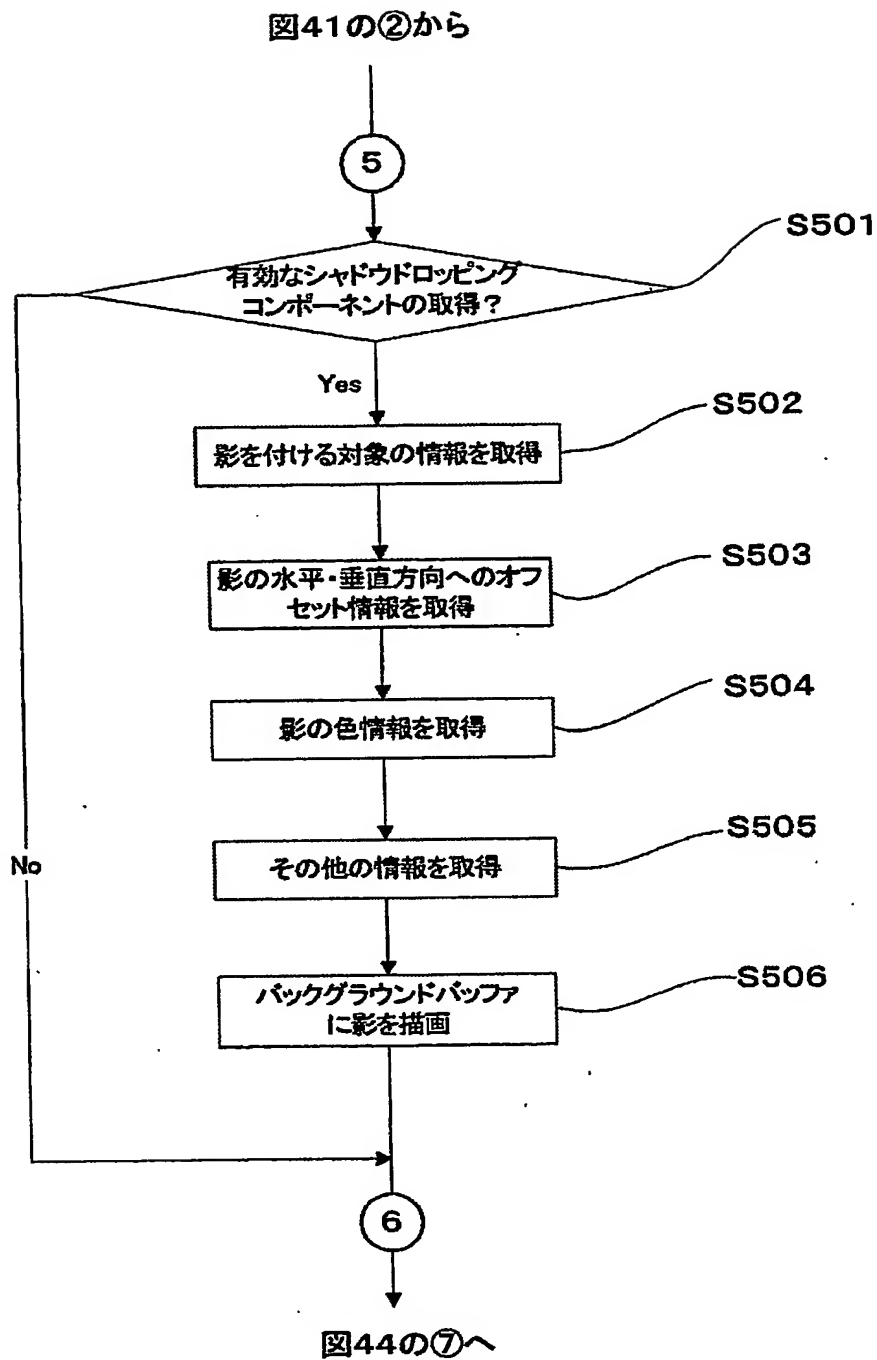 図41の②から
5
S501
有効なシャドウドロッピング
コンポーネントの取得？
Yes
S502
影を付ける対象の情報を取得
S503
影の水平・垂直方向へのオフ
セット情報を取得
S504
影の色情報を取得
S505
その他の情報を取得
No
S506
バックグラウンドバッファ
に影を描画
6
図44の⑦へ